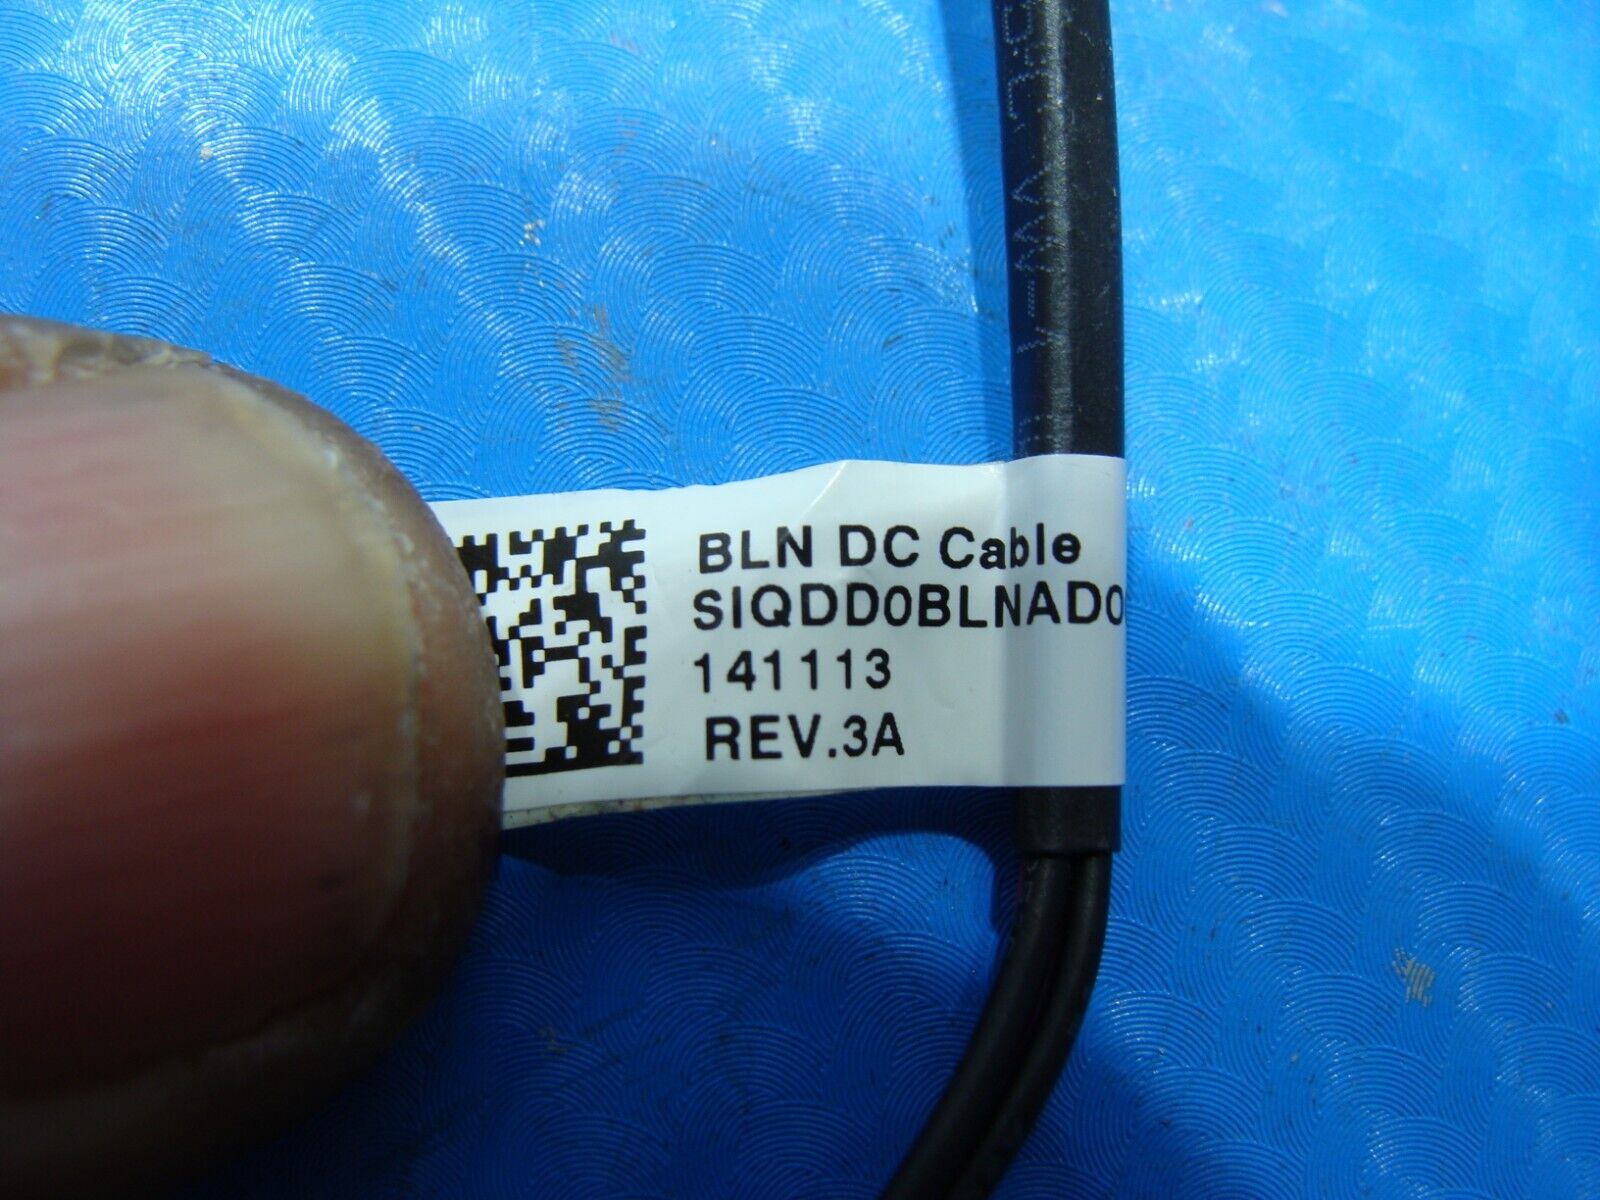 BLN DC Cable
SIQDD0BLNAD0
141113
REV.3A